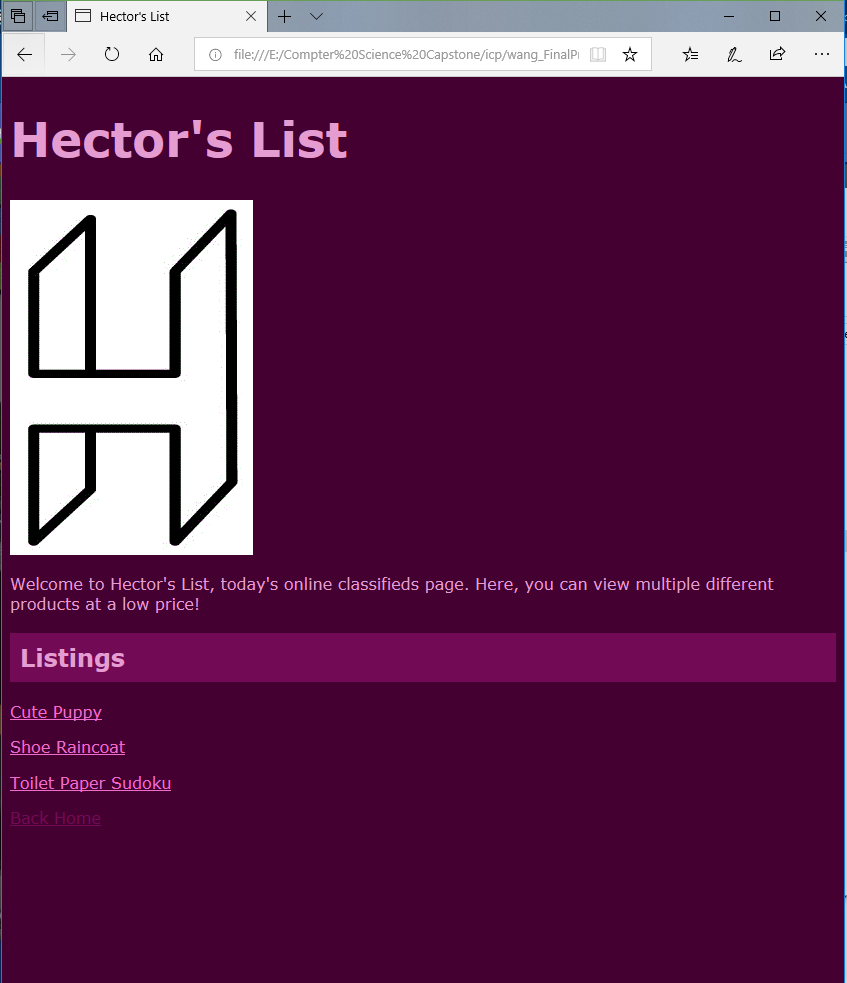 Hector's List
file:///E:/Compter%20Science%20Capstone/icp/wang_FinalP
Hector's List
H
Welcome to Hector's List, today's online classifieds page. Here, you can view multiple different
products at a low price!
Listings
Cute Puppy
Shoe Raincoat
Toilet Paper Sudoku
Back Home